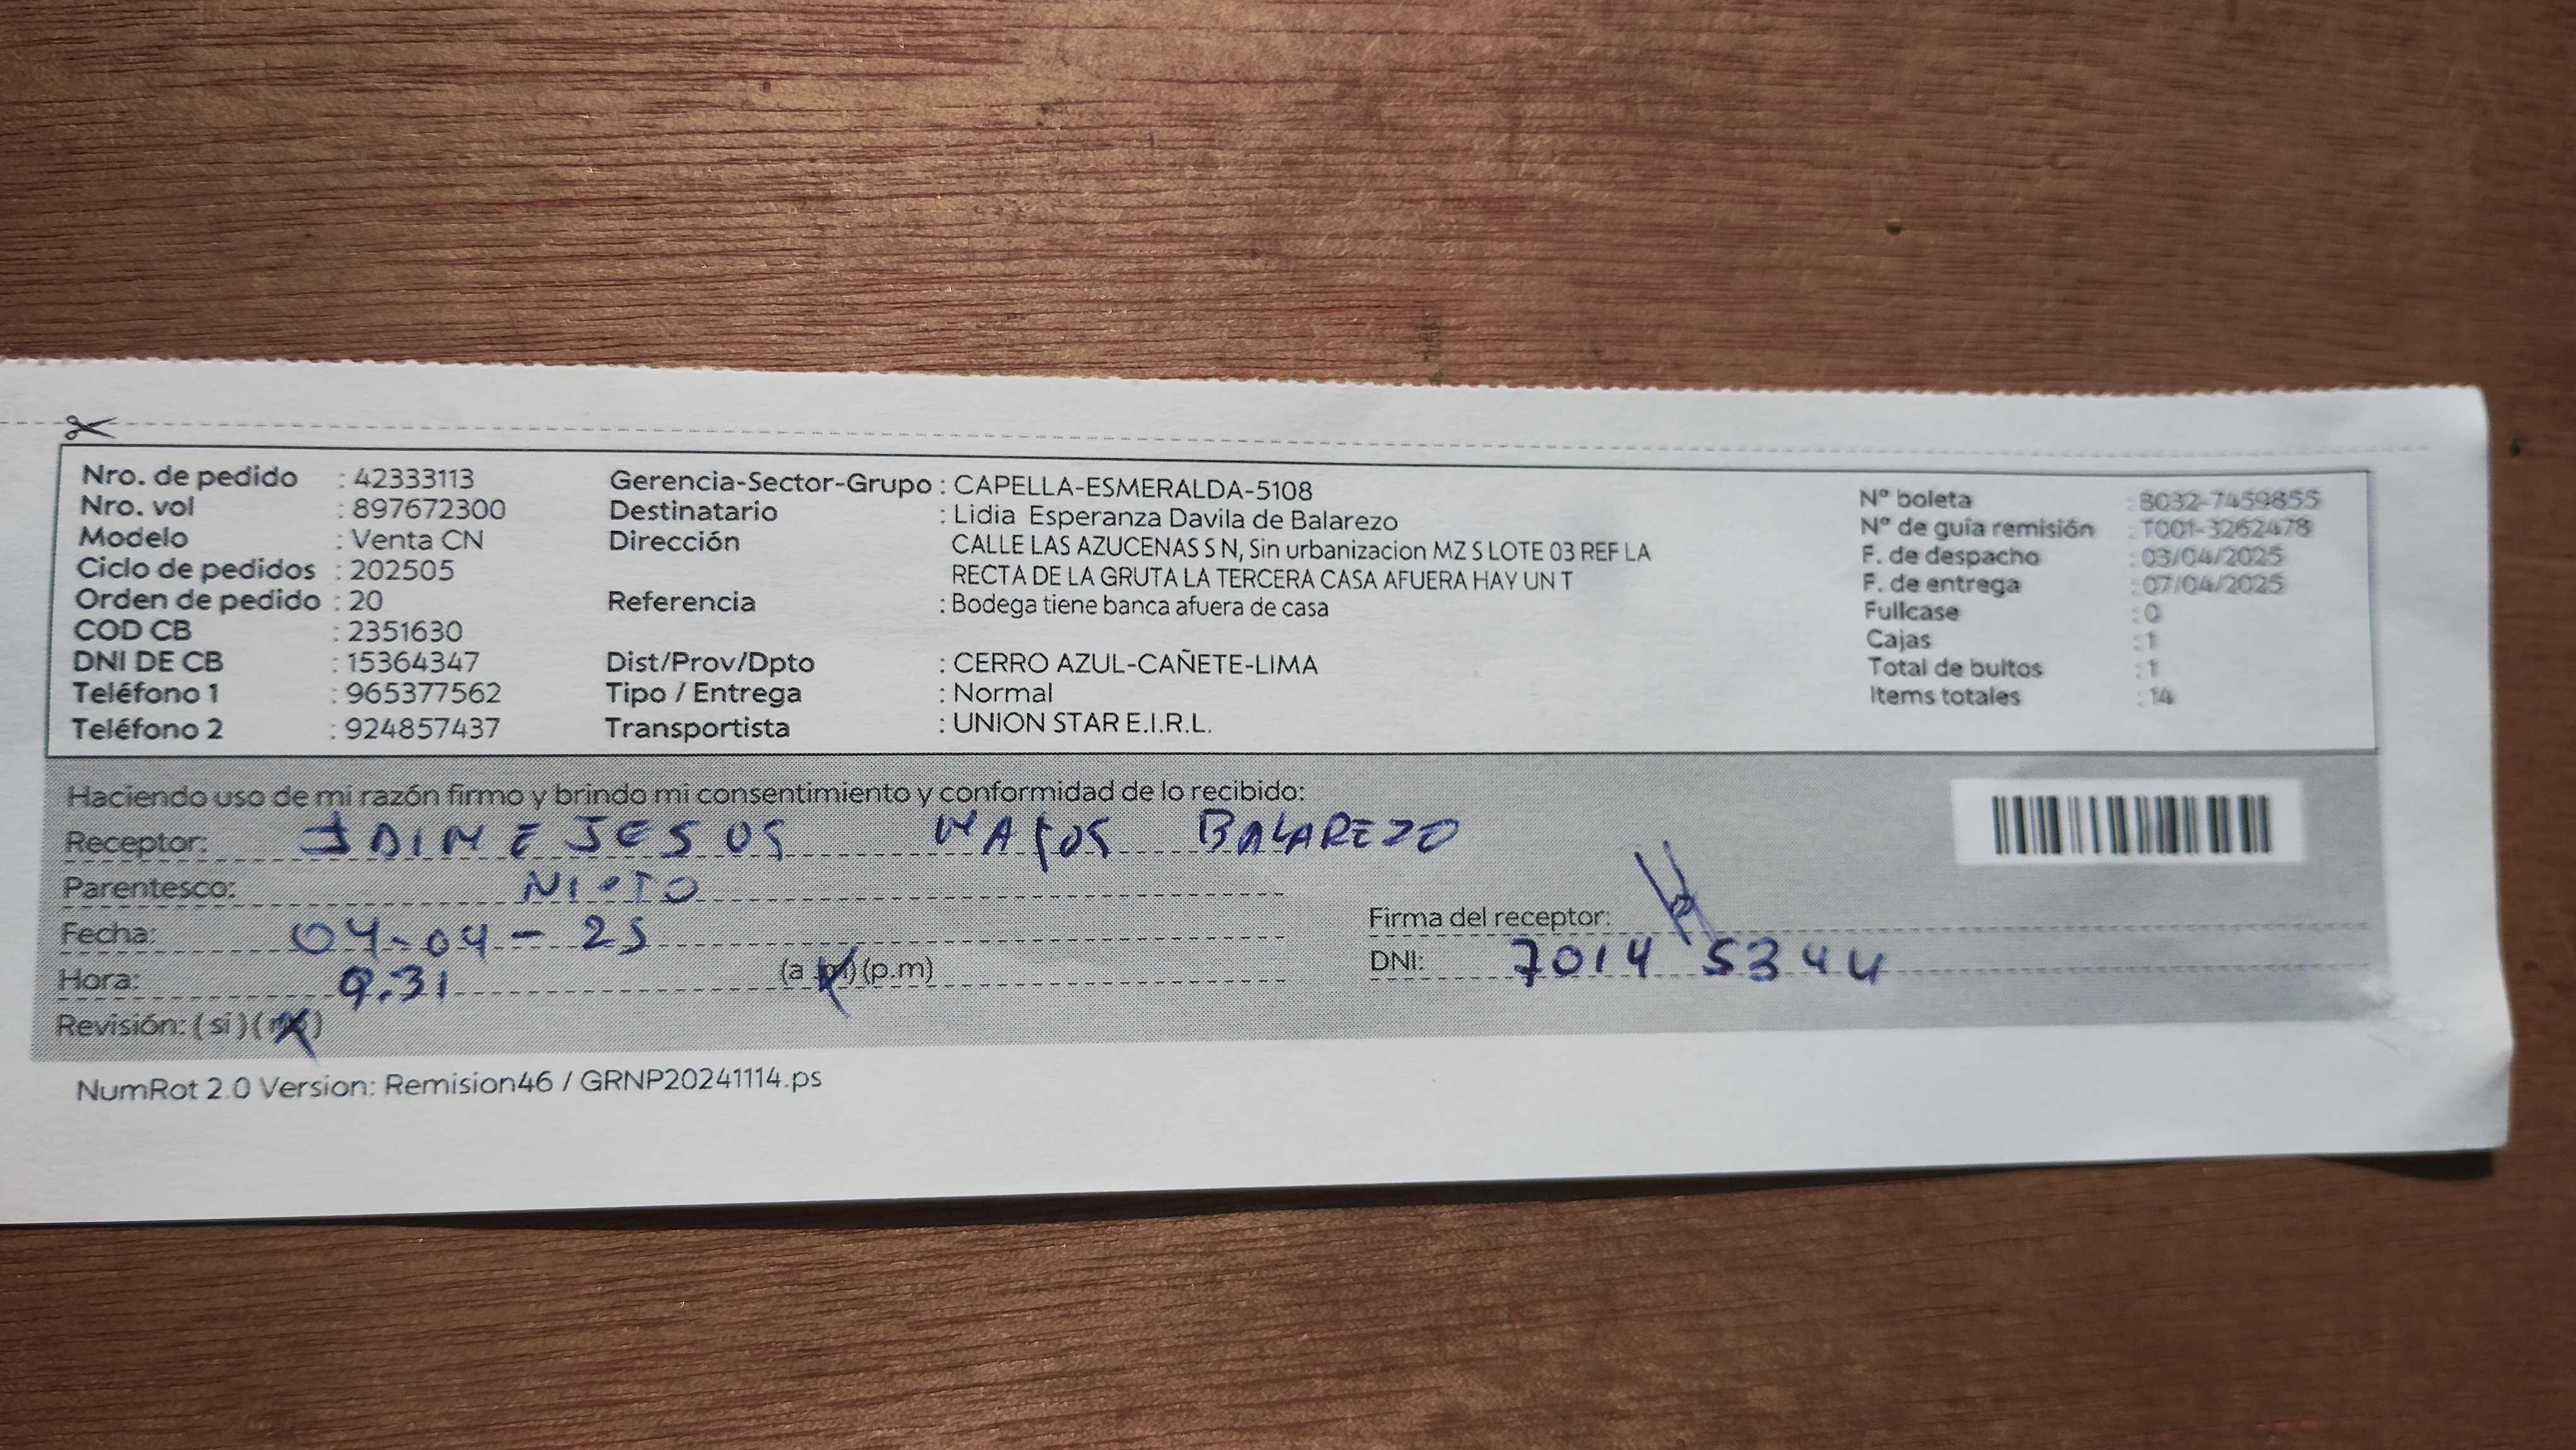 Nro. de pedido : 42333113
Nro. vol : 897672300
Modelo : Venta CN
Ciclo de pedidos : 202505
Orden de pedido : 20
COD CB : 2351630
DNI DE CB : 15364347
Teléfono 1 : 965377562
Teléfono 2 : 924857437
Gerencia-Sector-Grupo : CAPELLA-ESMERALDA-5108
Destinatario : Lidia Esperanza Davila de Balarezo
Dirección CALLE LAS AZUCENAS S N, Sin urbanizacion MZ S LOTE 03 REF LA
RECTA DE LA GRUTA LA TERCERA CASA AFUERA HAY UN T
Referencia : Bodega tiene banca afuera de casa
Dist/Prov/Dpto : CERRO AZUL-CAÑETE-LIMA
Tipo / Entrega : Normal
Transportista : UNION STAR E.I.R.L.
N° boleta : B032-7459855
N° de guía remisión : T001-3262478
F. de despacho : 03/04/2025
F. de entrega : 07/04/2025
Fullcase : 0
Cajas : 1
Total de bultos : 1
Items totales : 14
Haciendo uso de mi razón firmo y brindo mi consentimiento y conformidad de lo recibido:
Receptor: JAIME JESUS BALAREZO
Parentesco: NIETO
Fecha: 04-04-25
Hora: 9.31 (a.m) (p.m)
Revisión: (si) (no)
Firma del receptor:
DNI: 7014 5344
NumRot 2.0 Version: Remision46 / GRNP20241114.ps